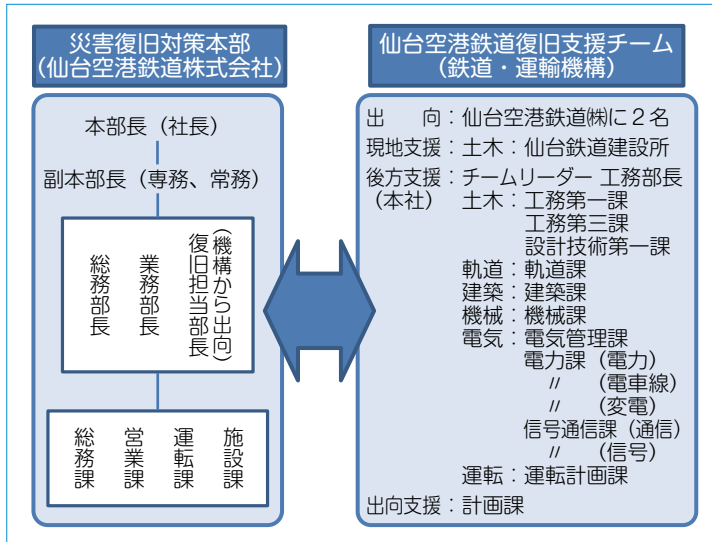 災害復旧対策本部
(仙台空港鉄道株式会社)
本部長(社長)
副本部長(専務、常務)
総務部長
業務部長
復旧担当部長
(機構から出向)
総務課
営業課
運転課
施設課
仙台空港鉄道復旧支援チーム
(鉄道・運輸機構)
出　向：仙台空港鉄道㈱に2名
現地支援：土木：仙台鉄道建設所
後方支援：チームリーダー 工務部長
(本社)　土木：工務第一課
工務第三課
設計技術第一課
軌道：軌道課
建築：建築課
機械：機械課
電気：電気管理課
電力課(電力)
〃　(電車線)
〃　(変電)
信号通信課(通信)
〃　(信号)
運転：運転計画課
出向支援：計画課